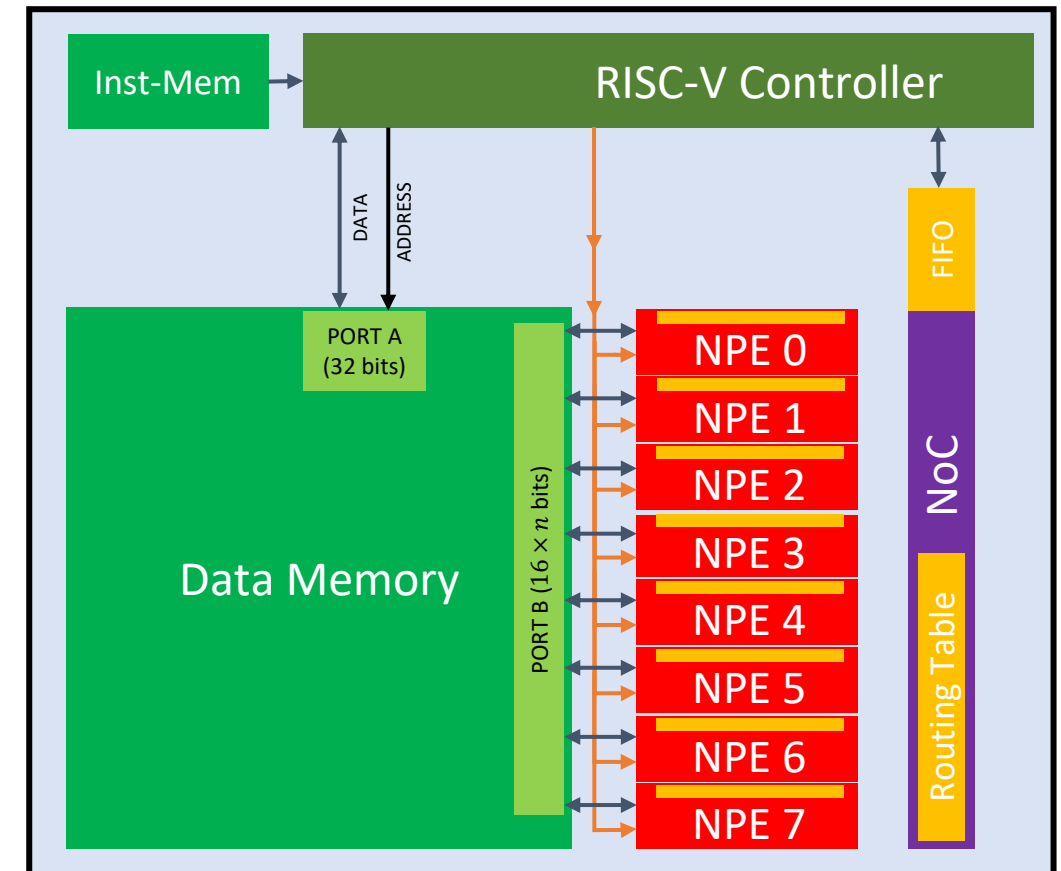 Inst-Mem
RISC-V Controller
DATA
ADDRESS
FIFO
PORT A
(32 bits)
Data Memory
PORT B (16 × n bits)
NPE 0
NPE 1
NPE 2
NPE 3
NPE 4
NPE 5
NPE 6
NPE 7
NoC
Routing Table